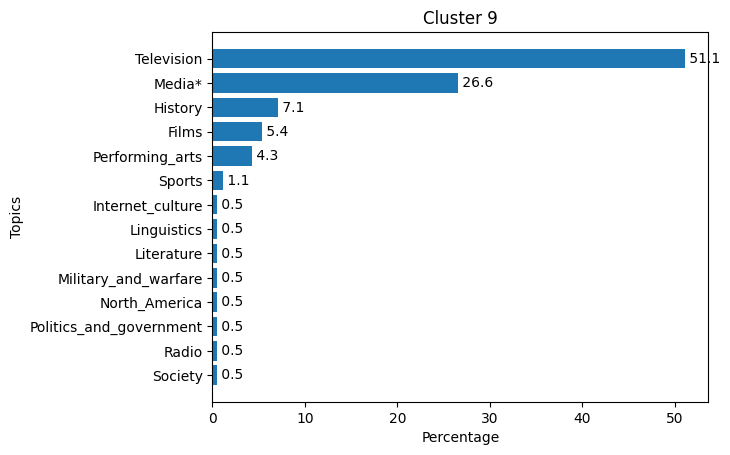 Cluster 9
Television 51.1
Media* 26.6
History 7.1
Films 5.4
Performing_arts 4.3
Sports 1.1
Internet_culture 0.5
Linguistics 0.5
Literature 0.5
Military_and_warfare 0.5
North_America 0.5
Politics_and_government 0.5
Radio 0.5
Society 0.5
Topics
0 10 20 30 40 50
Percentage